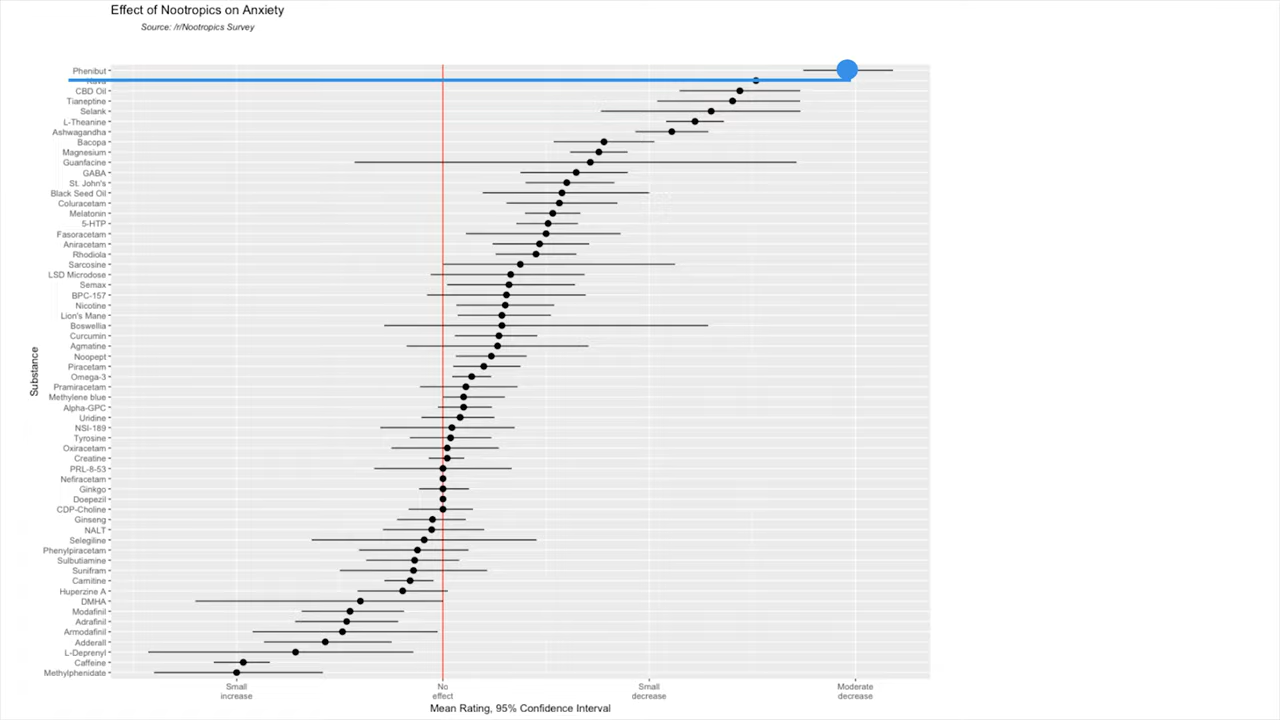 Effect of Nootropics on Anxiety
Source: /r/Nootropics Survey
Phenibut
Kava
CBD Oil
Tianeptine
Selank
L-Theanine
Ashwagandha
Bacopa
Magnesium
Guanfacine
GABA
St. John's
Black Seed Oil
Coluracetam
Melatonin
5-HTP
Fasoracetam
Aniracetam
Rhodiola
Sarcosine
LSD Microdose
Semax
BPC-157
Nicotine
Lion's Mane
Boswellia
Curcumin
Agmatine
Noopept
Piracetam
Omega-3
Pramiracetam
Methylene blue
Alpha-GPC
Uridine
NSI-189
Tyrosine
Oxiracetam
Creatine
PRL-8-53
Nefiracetam
Ginkgo
Doepezil
CDP-Choline
Ginseng
NALT
Selegiline
Phenylpiracetam
Sulbutiamine
Sunifram
Carnitine
Huperzine A
DMHA
Modafinil
Adrafinil
Armodafinil
Adderall
L-Deprenyl
Caffeine
Methylphenidate
Substance
Small increase
No effect
Small decrease
Moderate decrease
Mean Rating, 95% Confidence Interval